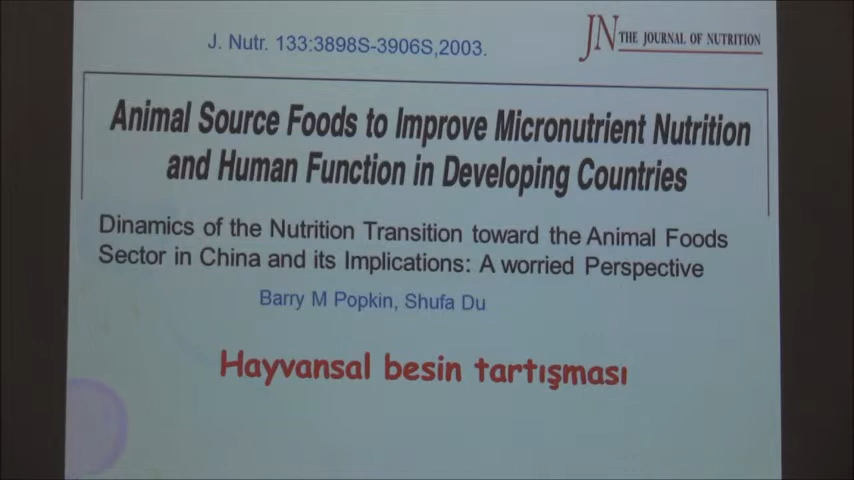 J. Nutr. 133:3898S-3906S,2003.
JN THE JOURNAL OF NUTRITION
Animal Source Foods to Improve Micronutrient Nutrition
and Human Function in Developing Countries
Dinamics of the Nutrition Transition toward the Animal Foods
Sector in China and its Implications: A worried Perspective
Barry M Popkin, Shufa Du
Hayvansal besin tartışması